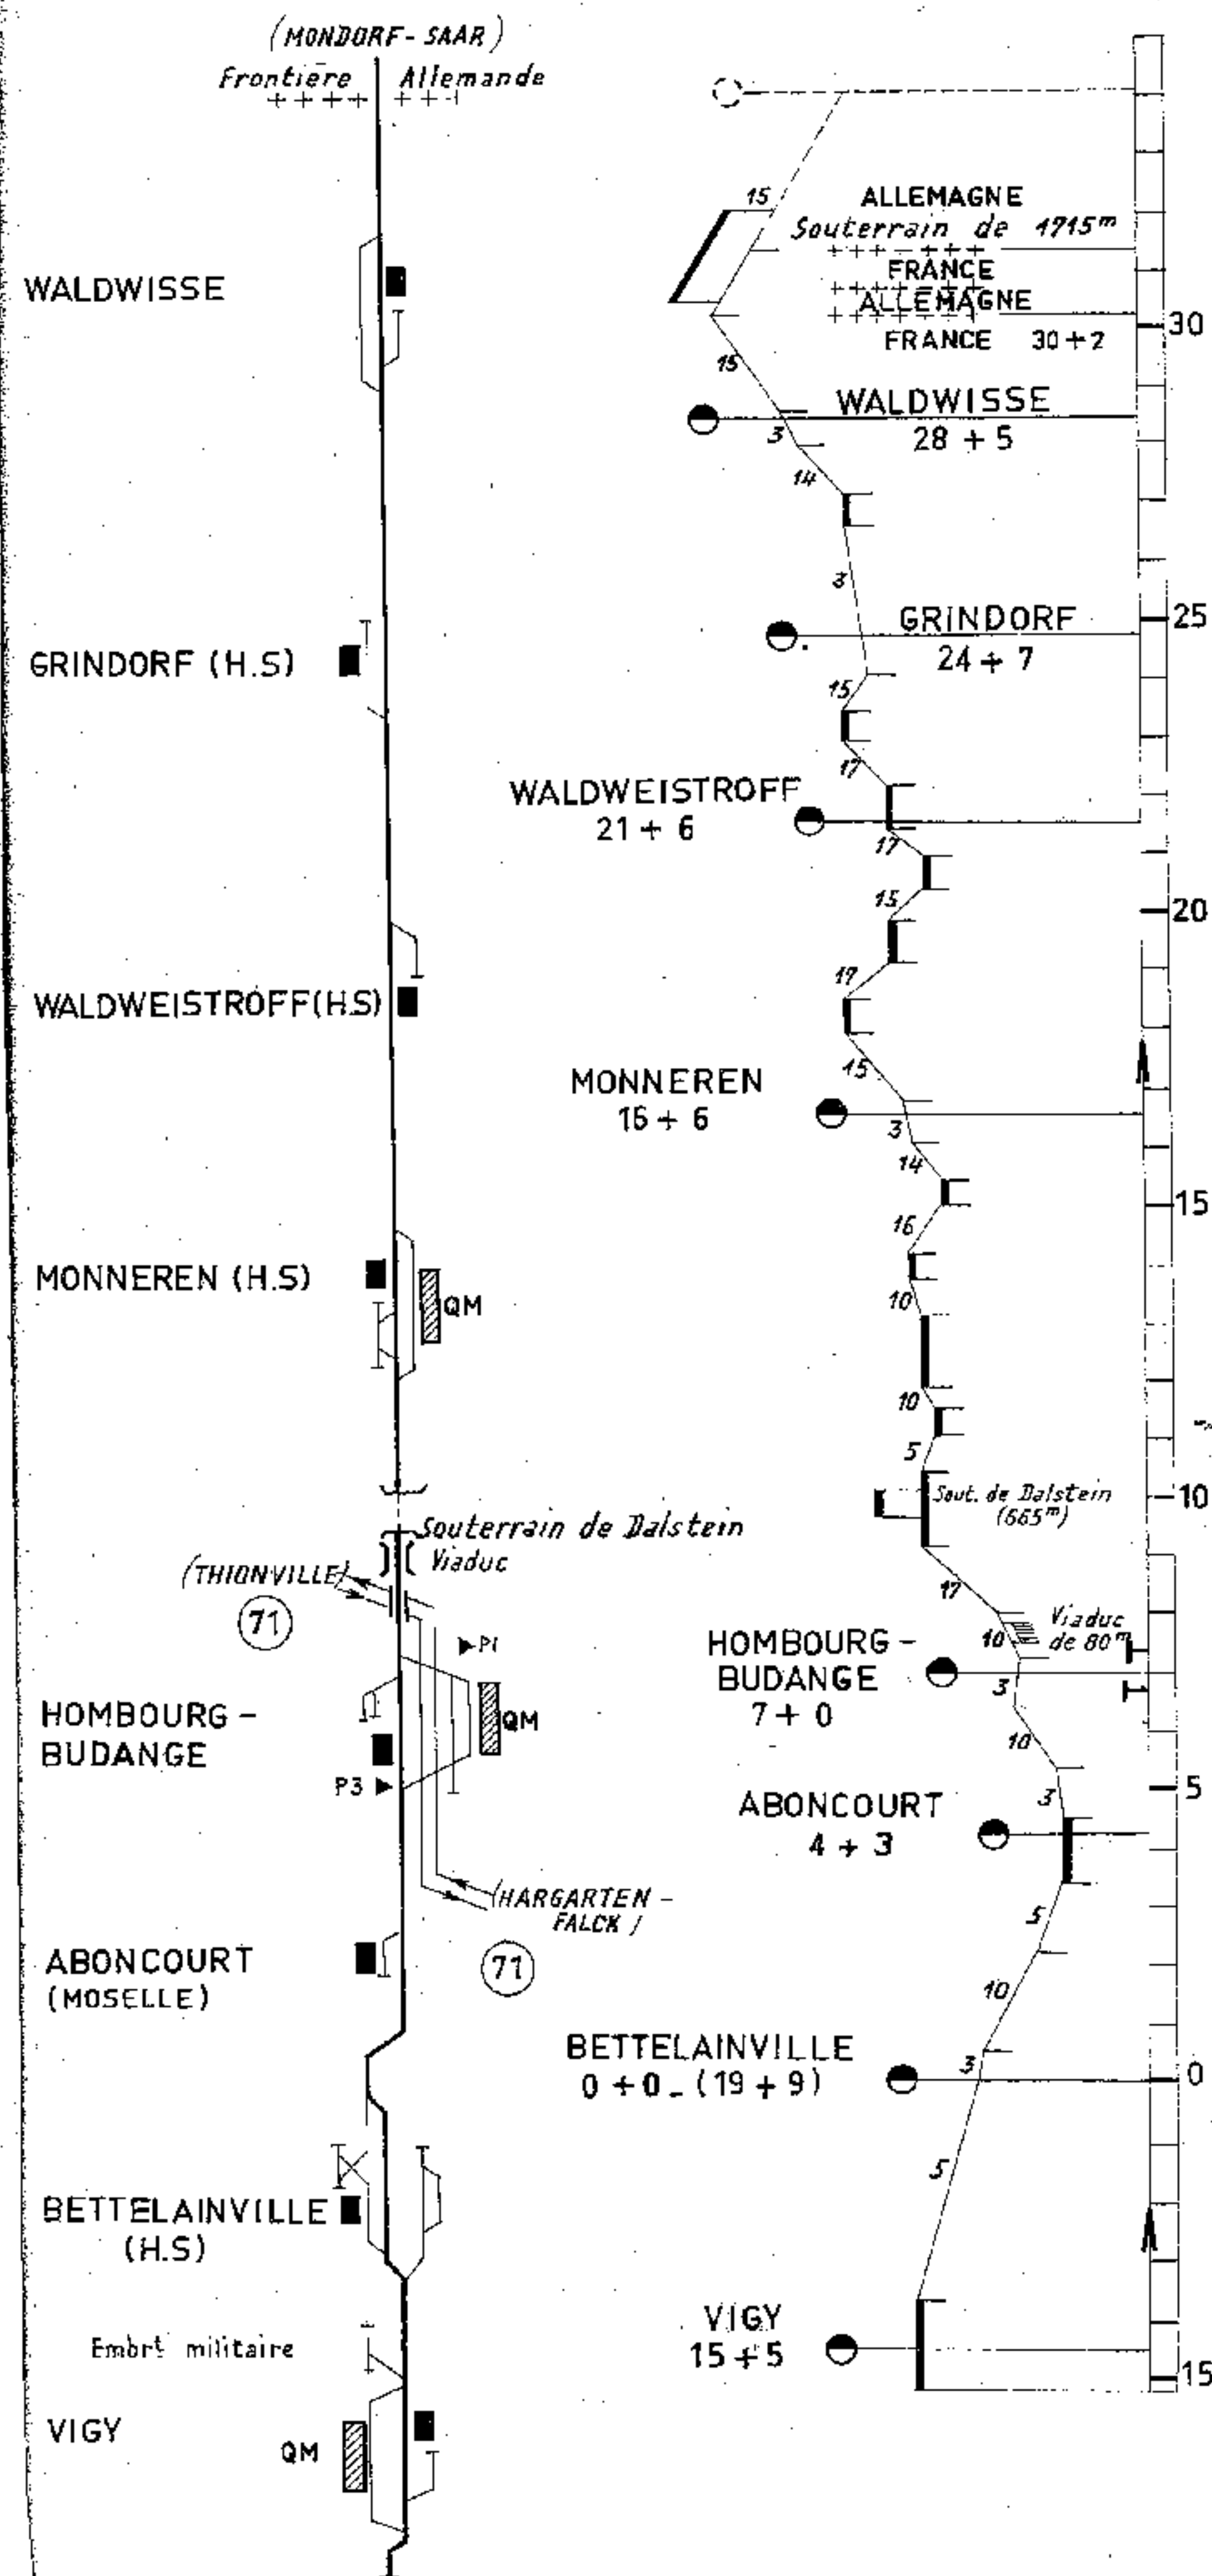 (MONDORF-SAAR)
Frontière Allemande
WALDWISSE
GRINDORF (H.S)
WALDWEISTROFF(H.S)
MONNEREN (H.S)
QM
Souterrain de Dalstein
Viaduc
(THIONVILLE)
71
P1
HOMBOURG-
BUDANGE
QM
P3
(HARGARTEN-
FALCK)
71
ABONCOURT
(MOSELLE)
BETTELAINVILLE
(H.S)
Embrt militaire
VIGY
QM
15
ALLEMAGNE
Souterrain de 1715m
FRANCE
ALLEMAGNE
FRANCE 30+2
30
15
WALDWISSE
28 + 5
3
14
3
GRINDORF
24 + 7
25
15
17
WALDWEISTROFF
21 + 6
17
20
15
17
15
MONNEREN
16 + 6
3
14
15
16
10
10
5
Sout. de Dalstein
(665m)
10
17
Viaduc
de 80m
10
HOMBOURG-
BUDANGE
7 + 0
3
10
5
3
ABONCOURT
4 + 3
5
10
BETTELAINVILLE
0 +0_ (19 + 9)
3
0
5
VIGY
15 +5
15